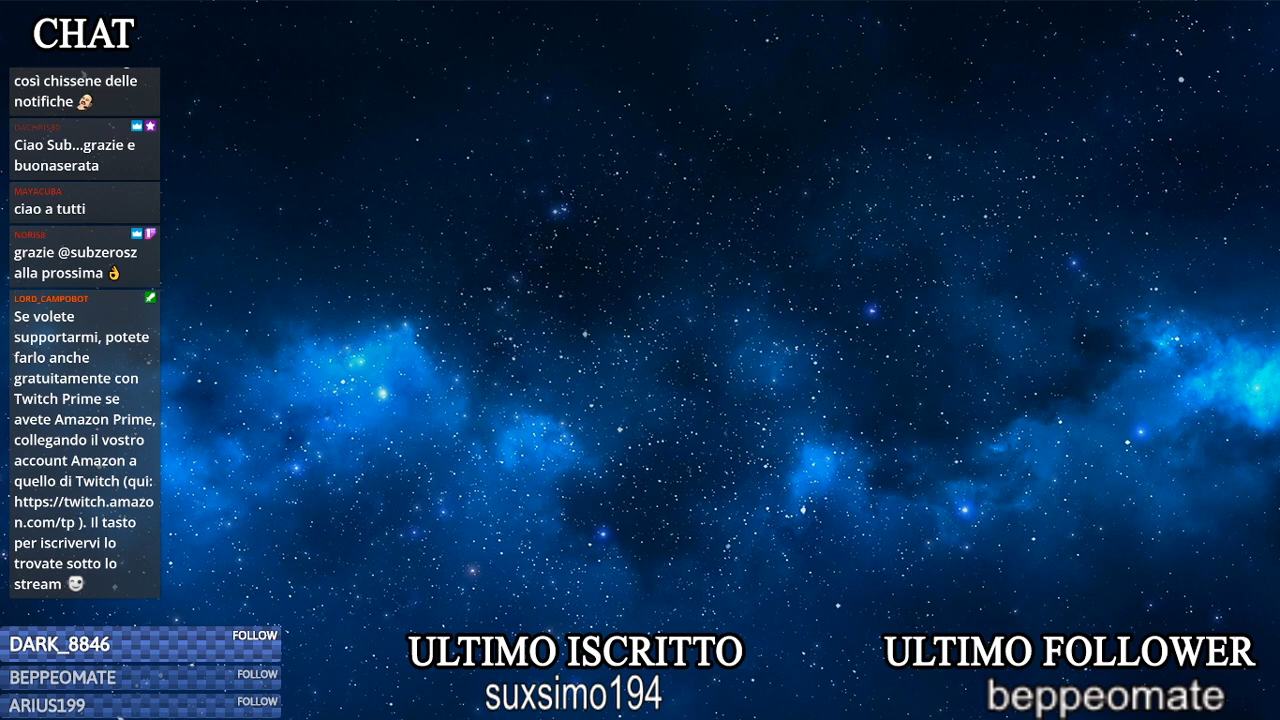 CHAT
così chissene delle
notifiche
DACHRIS80
Ciao Sub...grazie e
buonaserata
MAYACUBA
ciao a tutti
NORISII
grazie @subzerosz
alla prossima 👌
LORD_CAMPOBOT
Se volete
supportarmi, potete
farlo anche
gratuitamente con
Twitch Prime se
avete Amazon Prime,
collegando il vostro
account Amazon a
quello di Twitch (qui:
https://twitch.amazo
n.com/tp ). Il tasto
per iscrivervi lo
trovate sotto lo
stream
DARK_8846 FOLLOW
BEPPEOMATE FOLLOW
ARIUS199 FOLLOW
ULTIMO ISCRITTO
suxsimo194
ULTIMO FOLLOWER
beppeomate